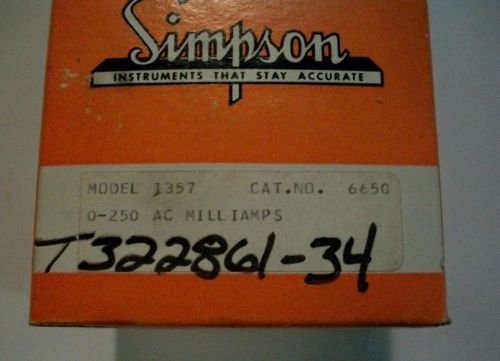 Simpson
INSTRUMENTS THAT STAY ACCURATE
MODEL 1357 CAT.NO. 6650
0-250 AC MILLIAMPS
T322861-34